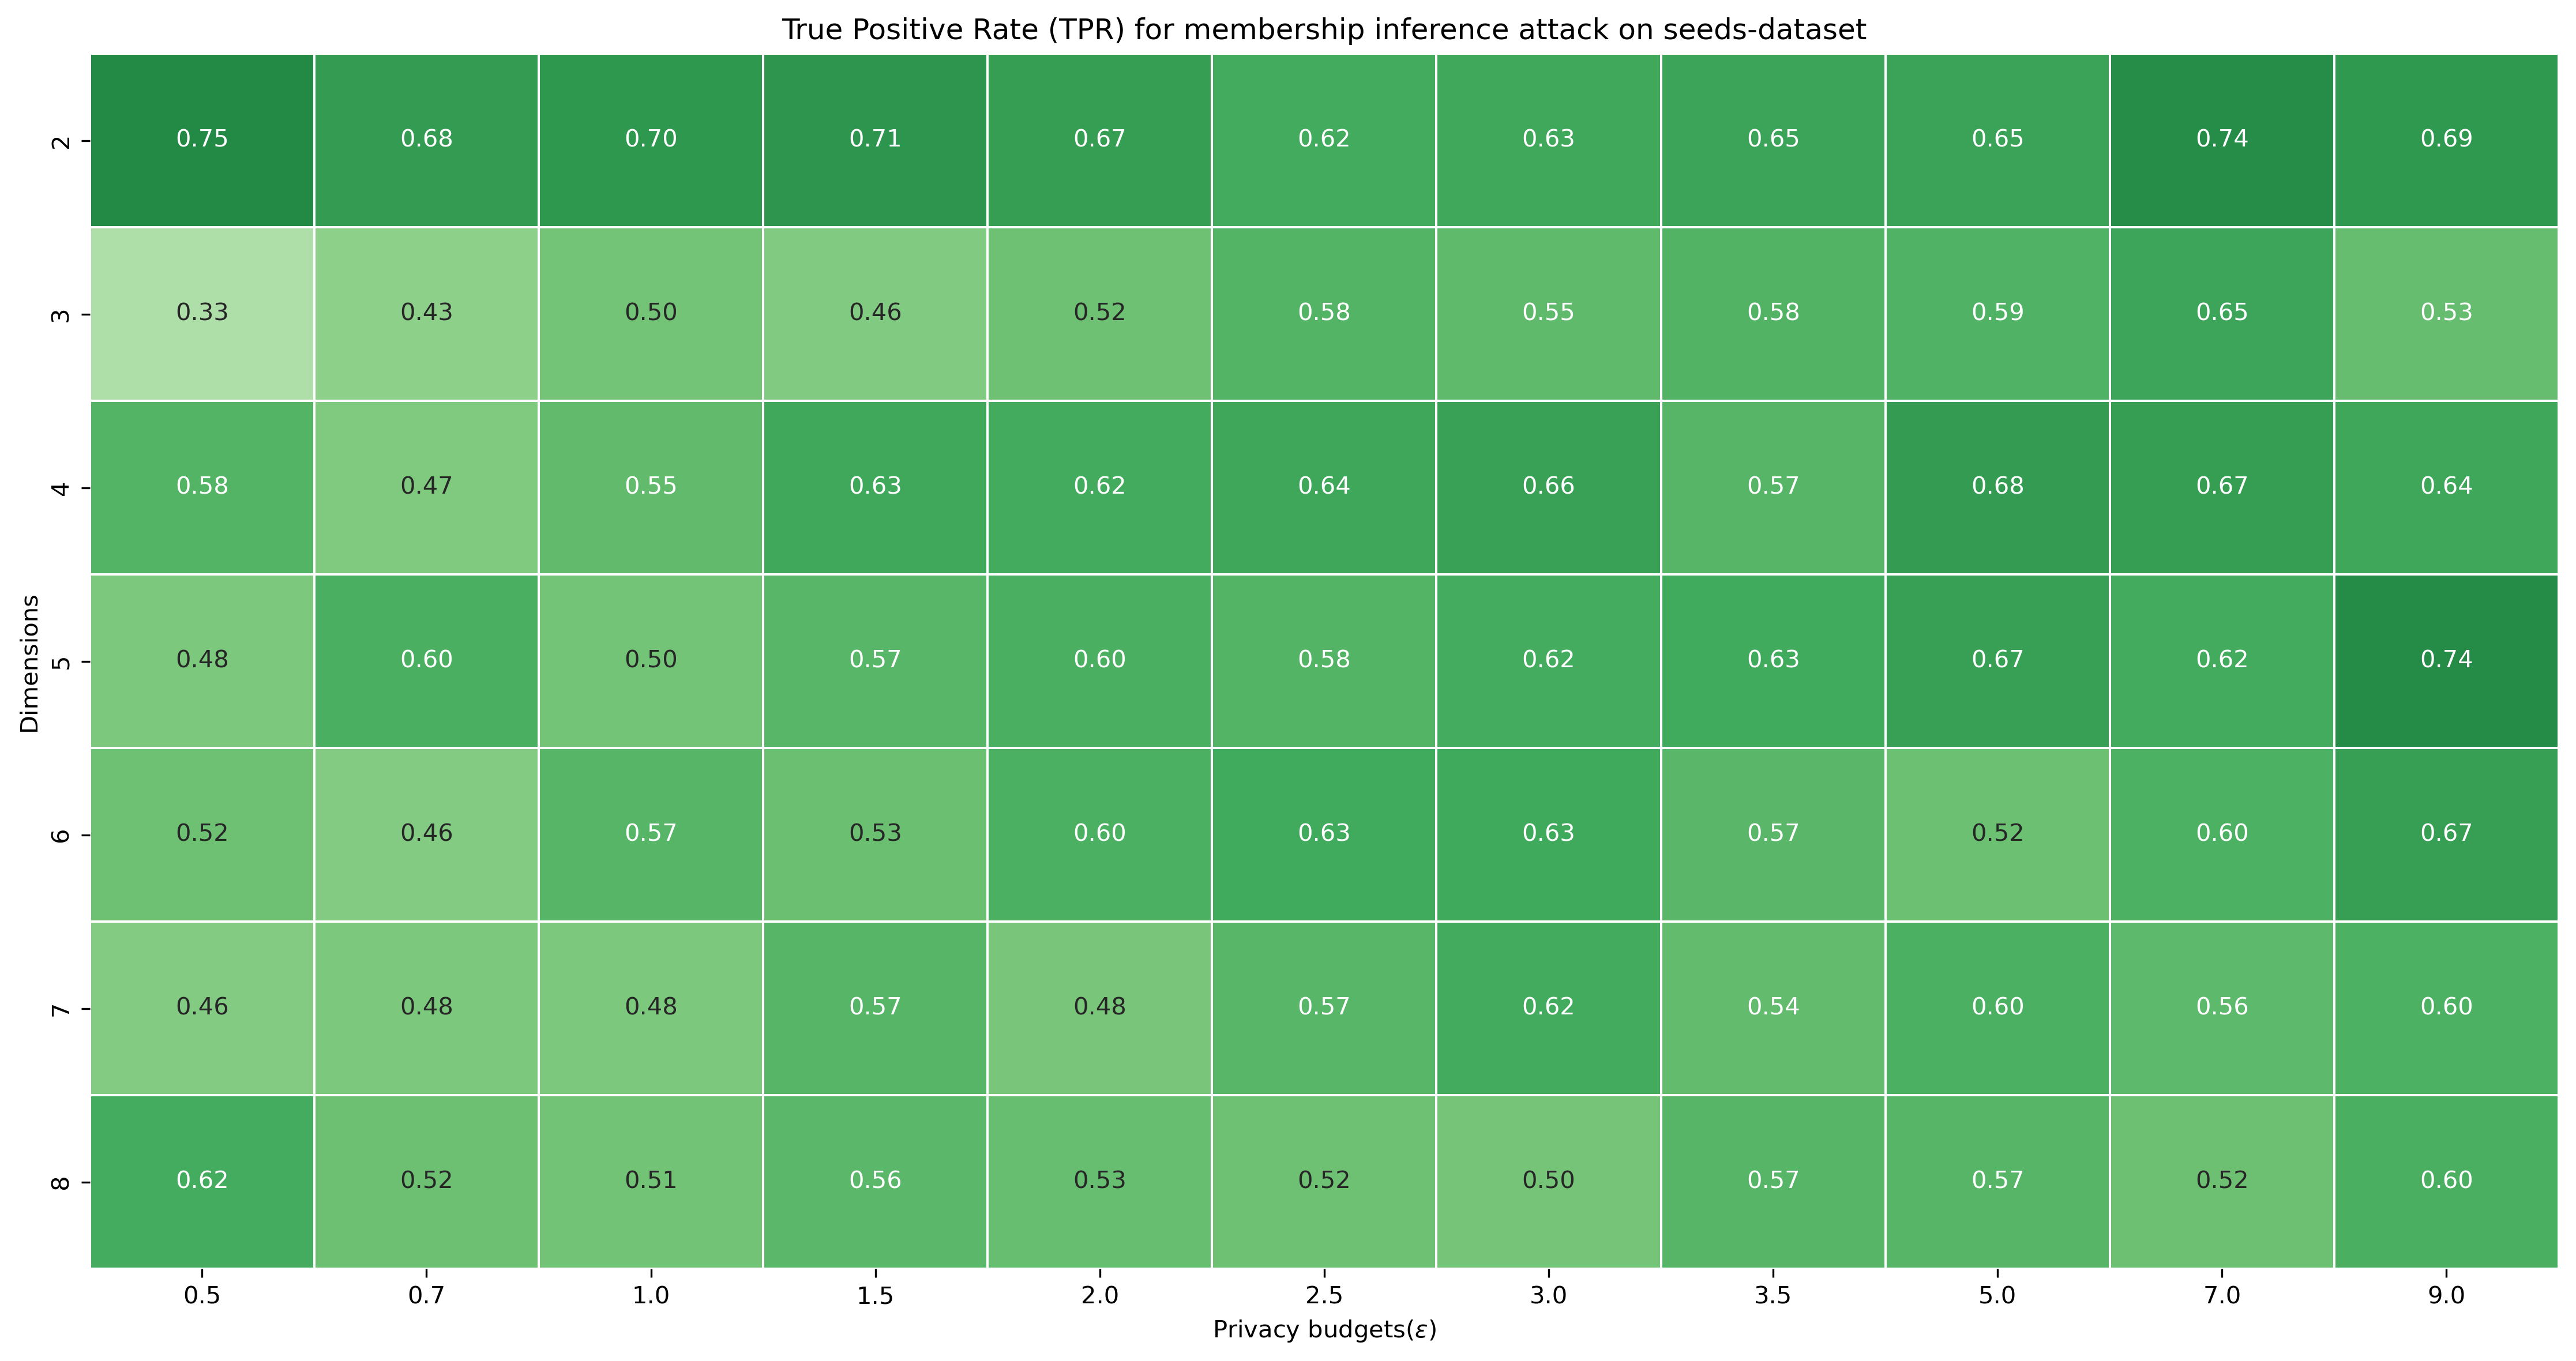 True Positive Rate (TPR) for membership inference attack on seeds-dataset
2 0.75 0.68 0.70 0.71 0.67 0.62 0.63 0.65 0.65 0.74 0.69
3 0.33 0.43 0.50 0.46 0.52 0.58 0.55 0.58 0.59 0.65 0.53
4 0.58 0.47 0.55 0.63 0.62 0.64 0.66 0.57 0.68 0.67 0.64
Dimensions
5 0.48 0.60 0.50 0.57 0.60 0.58 0.62 0.63 0.67 0.62 0.74
6 0.52 0.46 0.57 0.53 0.60 0.63 0.63 0.57 0.52 0.60 0.67
7 0.46 0.48 0.48 0.57 0.48 0.57 0.62 0.54 0.60 0.56 0.60
8 0.62 0.52 0.51 0.56 0.53 0.52 0.50 0.57 0.57 0.52 0.60
0.5 0.7 1.0 1.5 2.0 2.5 3.0 3.5 5.0 7.0 9.0
Privacy budgets(ε)